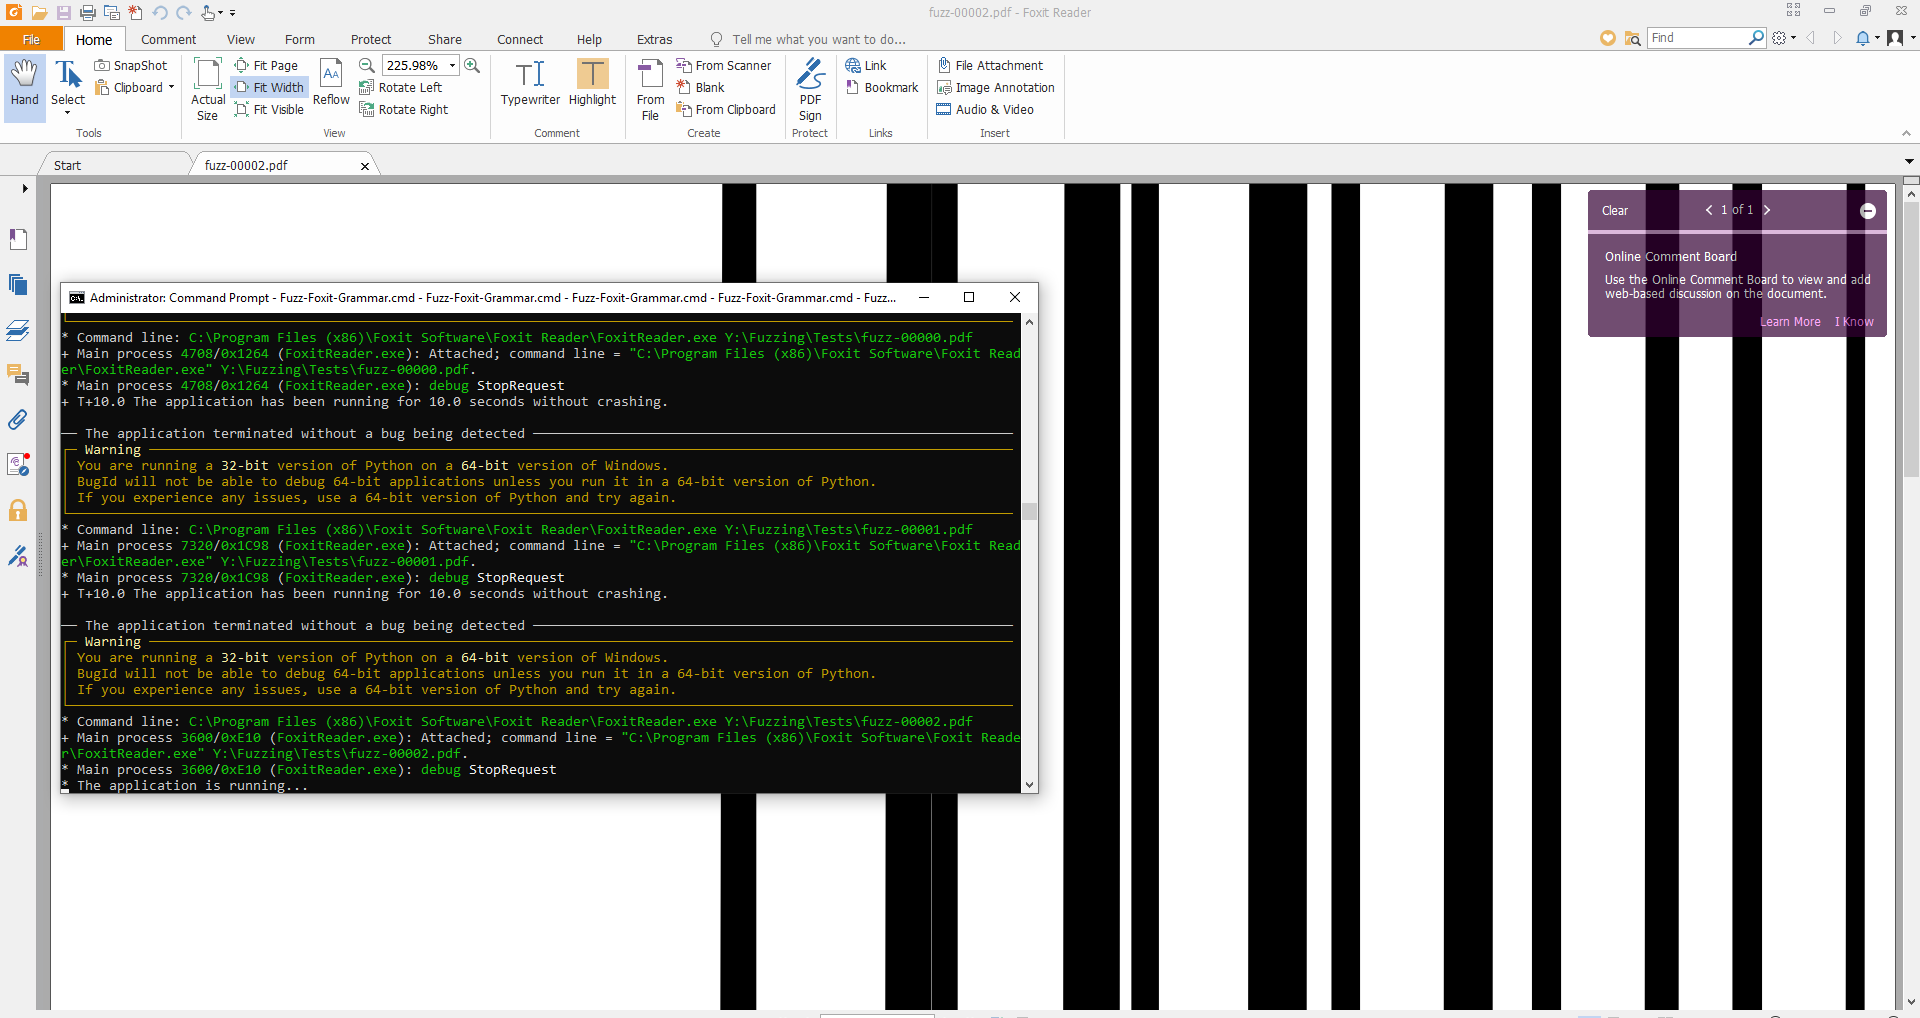 fuzz-00002.pdf - Foxit Reader
File
Home
Comment
View
Form
Protect
Share
Connect
Help
Extras
Tell me what you want to do...
Find
Hand
Select
SnapShot
Clipboard
Tools
Actual
Size
Fit Page
Fit Width
Fit Visible
Reflow
225.98%
Rotate Left
Rotate Right
View
Typewriter
Highlight
Comment
From
File
From Scanner
Blank
From Clipboard
Create
PDF
Sign
Protect
Link
Bookmark
Links
File Attachment
Image Annotation
Audio & Video
Insert
Start
fuzz-00002.pdf
Clear
1 of 1
Online Comment Board
Use the Online Comment Board to view and add
web-based discussion on the document.
Learn More
I Know
Administrator: Command Prompt - Fuzz-Foxit-Grammar.cmd - Fuzz-Foxit-Grammar.cmd - Fuzz-Foxit-Grammar.cmd - Fuzz-Foxit-Grammar.cmd - Fuzz...
* Command line: C:\Program Files (x86)\Foxit Software\Foxit Reader\FoxitReader.exe Y:\Fuzzing\Tests\fuzz-00000.pdf
+ Main process 4708/0x1264 (FoxitReader.exe): Attached; command line = "C:\Program Files (x86)\Foxit Software\Foxit Read
er\FoxitReader.exe" Y:\Fuzzing\Tests\fuzz-00000.pdf.
* Main process 4708/0x1264 (FoxitReader.exe): debug StopRequest
+ T+10.0 The application has been running for 10.0 seconds without crashing.
The application terminated without a bug being detected
Warning
You are running a 32-bit version of Python on a 64-bit version of Windows.
BugId will not be able to debug 64-bit applications unless you run it in a 64-bit version of Python.
If you experience any issues, use a 64-bit version of Python and try again.
* Command line: C:\Program Files (x86)\Foxit Software\Foxit Reader\FoxitReader.exe Y:\Fuzzing\Tests\fuzz-00001.pdf
+ Main process 7320/0x1C98 (FoxitReader.exe): Attached; command line = "C:\Program Files (x86)\Foxit Software\Foxit Read
er\FoxitReader.exe" Y:\Fuzzing\Tests\fuzz-00001.pdf.
* Main process 7320/0x1C98 (FoxitReader.exe): debug StopRequest
+ T+10.0 The application has been running for 10.0 seconds without crashing.
The application terminated without a bug being detected
Warning
You are running a 32-bit version of Python on a 64-bit version of Windows.
BugId will not be able to debug 64-bit applications unless you run it in a 64-bit version of Python.
If you experience any issues, use a 64-bit version of Python and try again.
* Command line: C:\Program Files (x86)\Foxit Software\Foxit Reader\FoxitReader.exe Y:\Fuzzing\Tests\fuzz-00002.pdf
+ Main process 3600/0xE10 (FoxitReader.exe): Attached; command line = "C:\Program Files (x86)\Foxit Software\Foxit Reade
r\FoxitReader.exe" Y:\Fuzzing\Tests\fuzz-00002.pdf.
* Main process 3600/0xE10 (FoxitReader.exe): debug StopRequest
* The application is running...